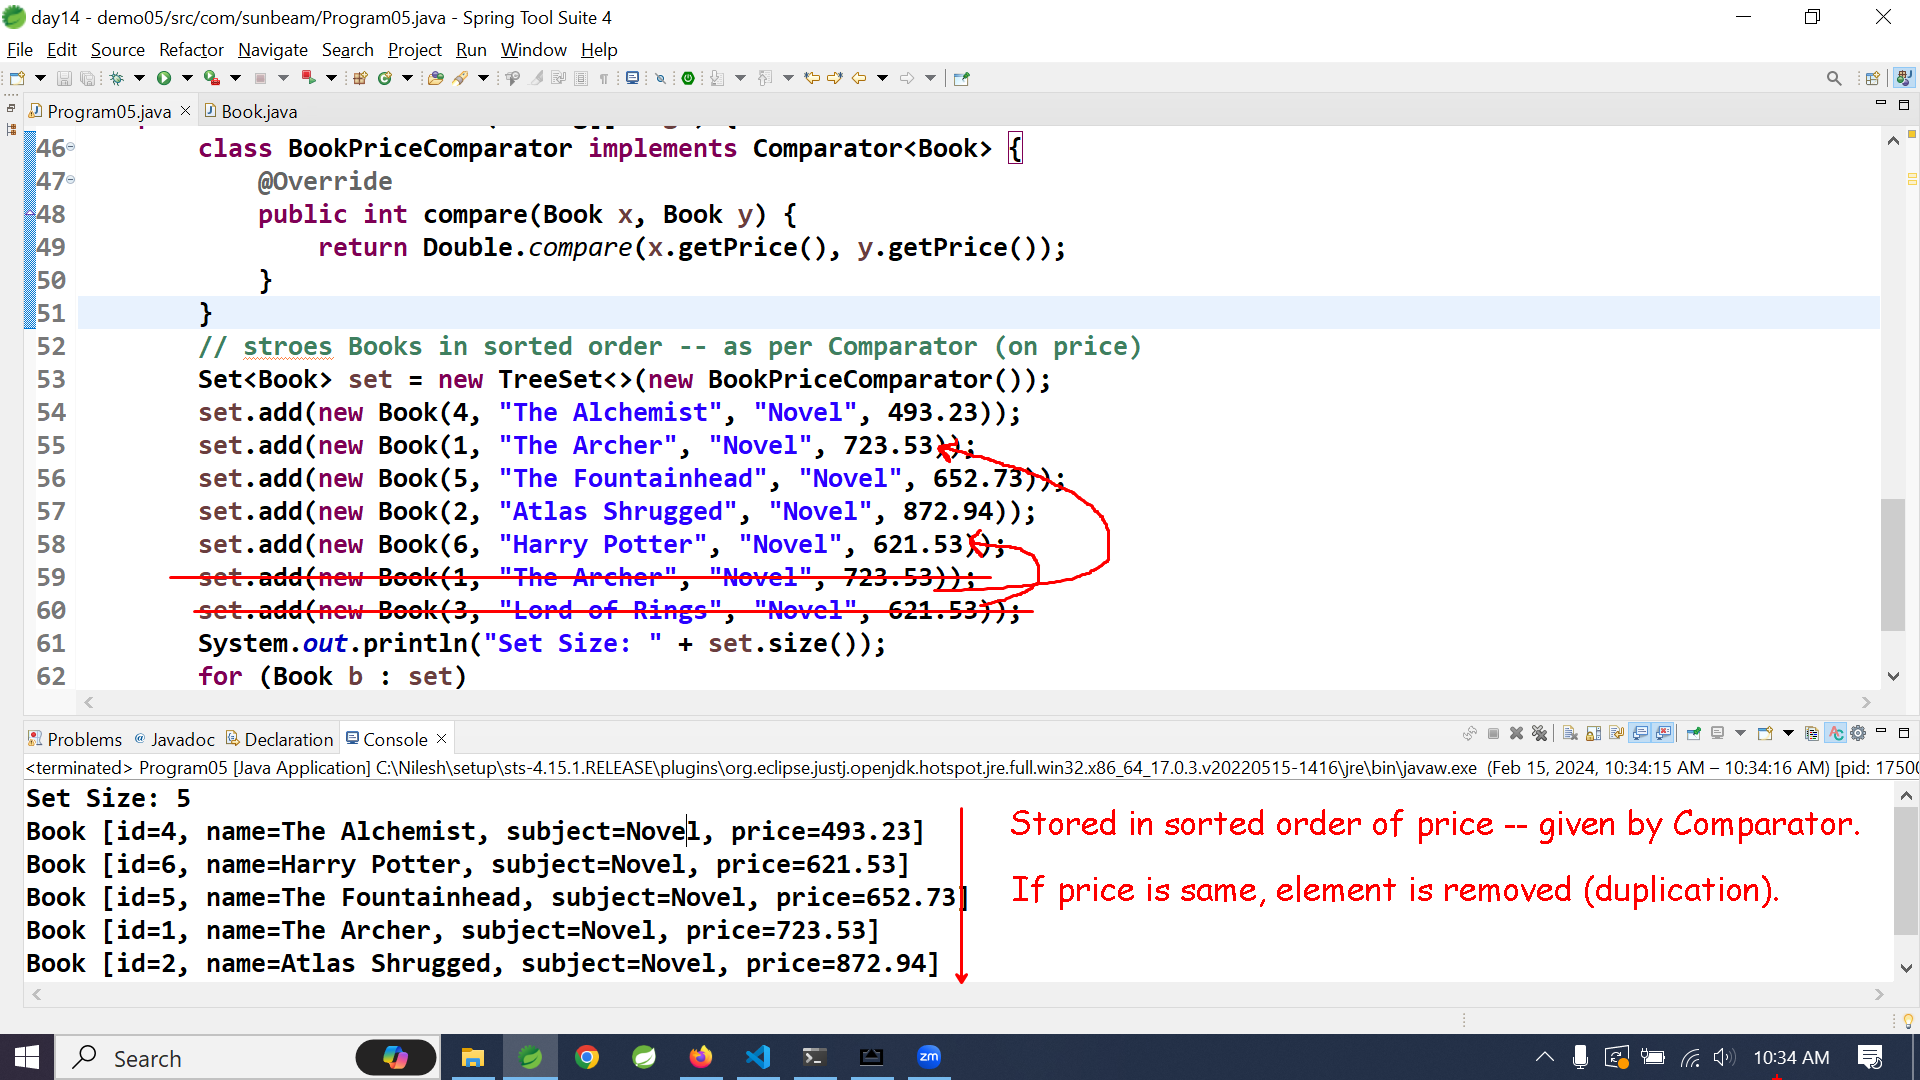 day14 - demo05/src/com/sunbeam/Program05.java - Spring Tool Suite 4
File Edit Source Refactor Navigate Search Project Run Window Help
Program05.java Book.java
46 class BookPriceComparator implements Comparator<Book> {
47 @Override
48 public int compare(Book x, Book y) {
49 return Double.compare(x.getPrice(), y.getPrice());
50 }
51 }
52 // stroes Books in sorted order -- as per Comparator (on price)
53 Set<Book> set = new TreeSet<>(new BookPriceComparator());
54 set.add(new Book(4, "The Alchemist", "Novel", 493.23));
55 set.add(new Book(1, "The Archer", "Novel", 723.53));
56 set.add(new Book(5, "The Fountainhead", "Novel", 652.73));
57 set.add(new Book(2, "Atlas Shrugged", "Novel", 872.94));
58 set.add(new Book(6, "Harry Potter", "Novel", 621.53));
59 set.add(new Book(1, "The Archer", "Novel", 723.53));
60 set.add(new Book(3, "Lord of Rings", "Novel", 621.53));
61 System.out.println("Set Size: " + set.size());
62 for (Book b : set)
Problems Javadoc Declaration Console
<terminated> Program05 [Java Application] C:\Nilesh\setup\sts-4.15.1.RELEASE\plugins\org.eclipse.justj.openjdk.hotspot.jre.full.win32.x86_64_17.0.3.v20220515-1416\jre\bin\javaw.exe (Feb 15, 2024, 10:34:15 AM – 10:34:16 AM) [pid: 1750
Set Size: 5
Book [id=4, name=The Alchemist, subject=Novel, price=493.23]
Book [id=6, name=Harry Potter, subject=Novel, price=621.53]
Book [id=5, name=The Fountainhead, subject=Novel, price=652.73]
Book [id=1, name=The Archer, subject=Novel, price=723.53]
Book [id=2, name=Atlas Shrugged, subject=Novel, price=872.94]
Stored in sorted order of price -- given by Comparator.
If price is same, element is removed (duplication).
Search
zm
10:34 AM